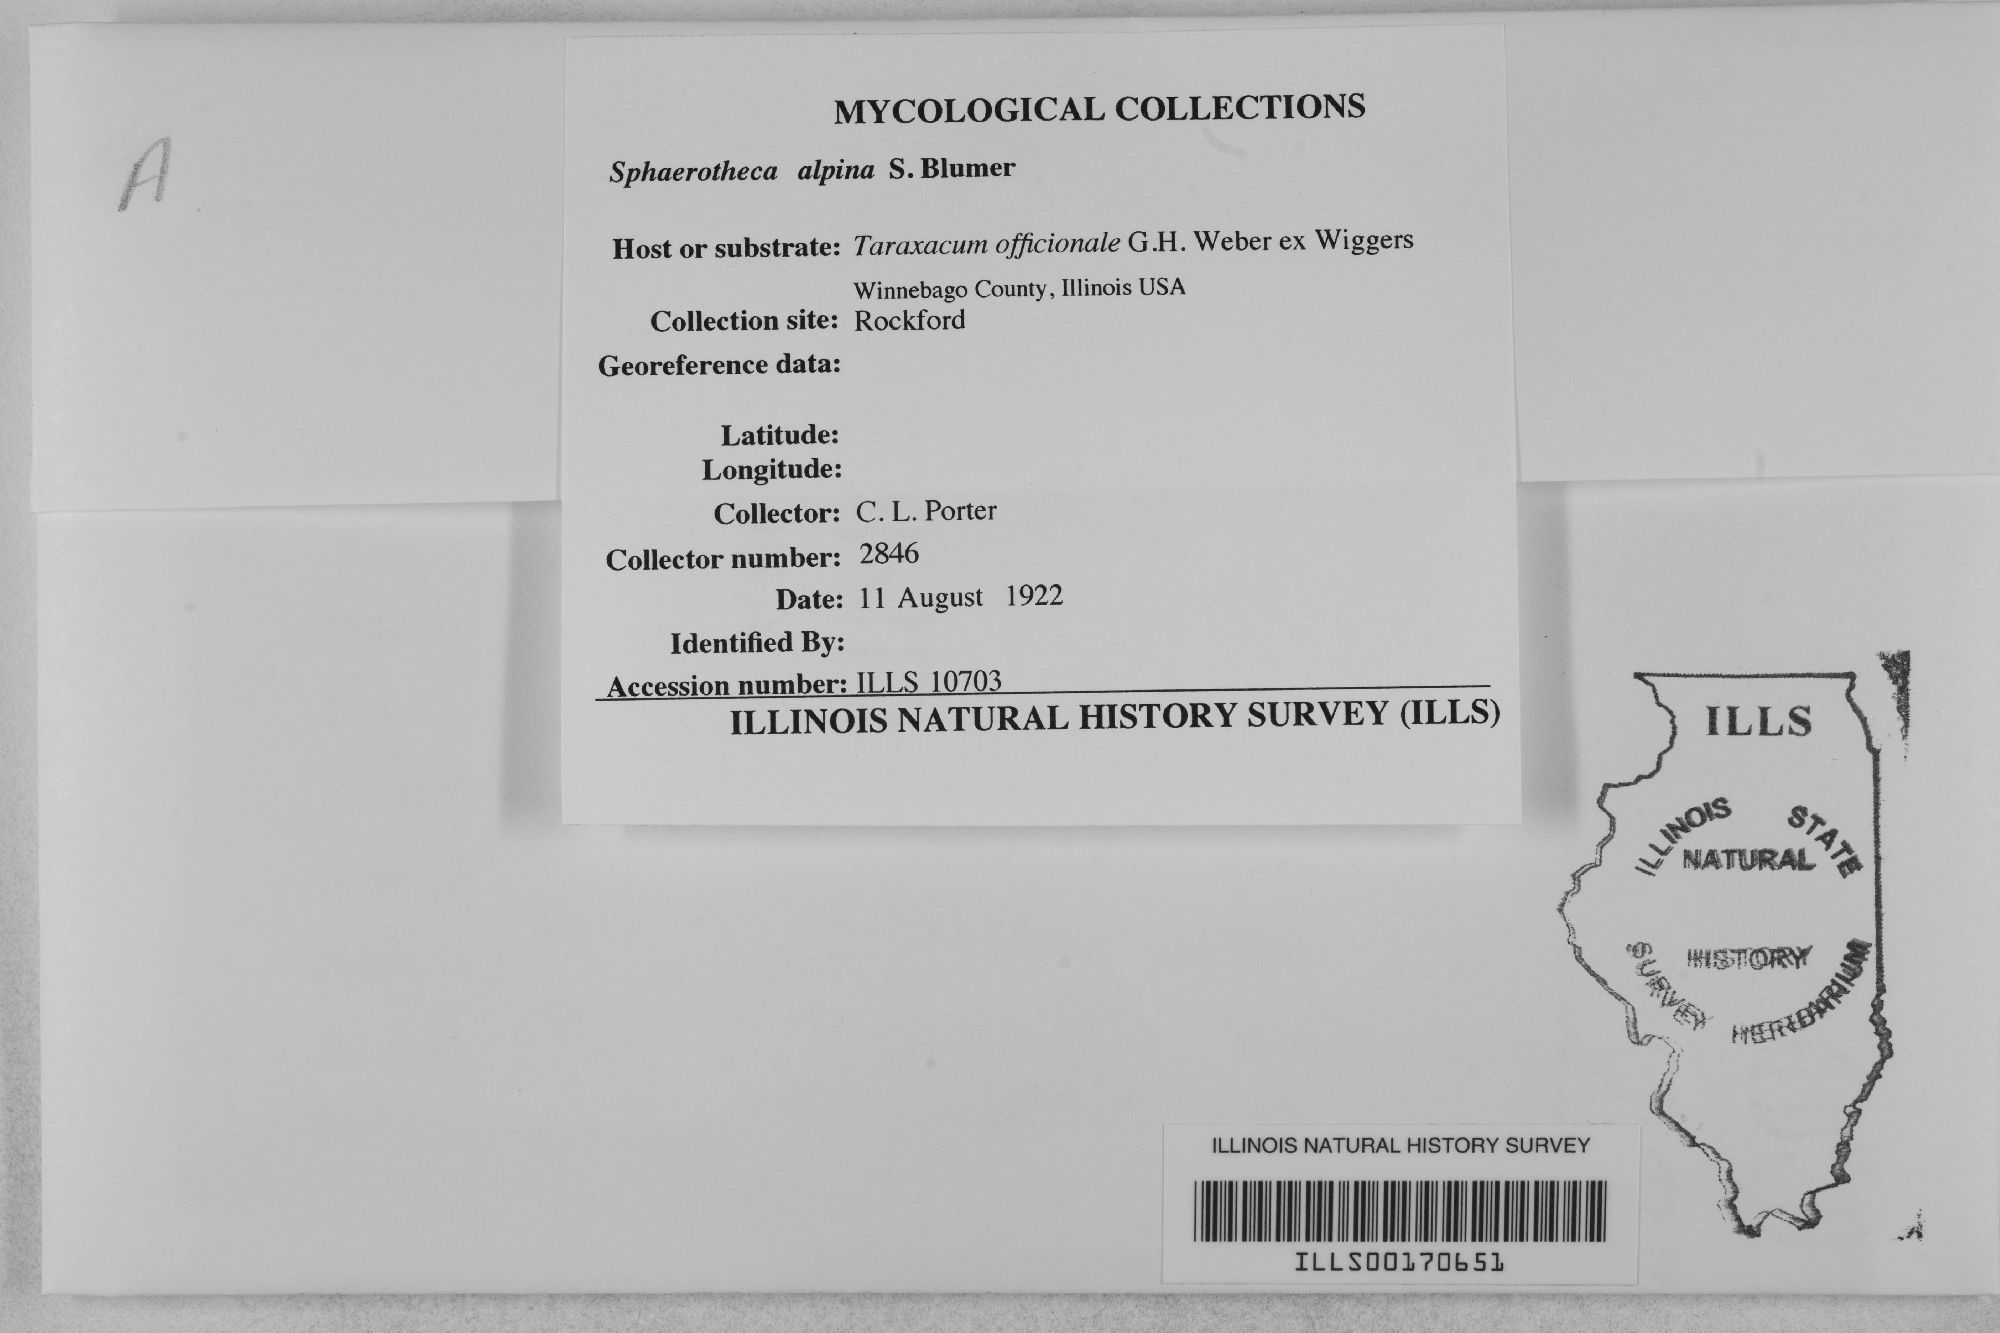 A
MYCOLOGICAL COLLECTIONS
Sphaerotheca alpina S. Blumer
Host or substrate: Taraxacum officionale G.H. Weber ex Wiggers
Winnebago County, Illinois USA
Collection site: Rockford
Georeference data:
Latitude:
Longitude:
Collector: C. L. Porter
Collector number: 2846
Date: 11 August 1922
Identified By:
Accession number: ILLS 10703
ILLINOIS NATURAL HISTORY SURVEY (ILLS)
ILLS
ILLINOIS STATE
NATURAL
HISTORY
SURVEY HERBARIUM
ILLINOIS NATURAL HISTORY SURVEY
ILLS00170651